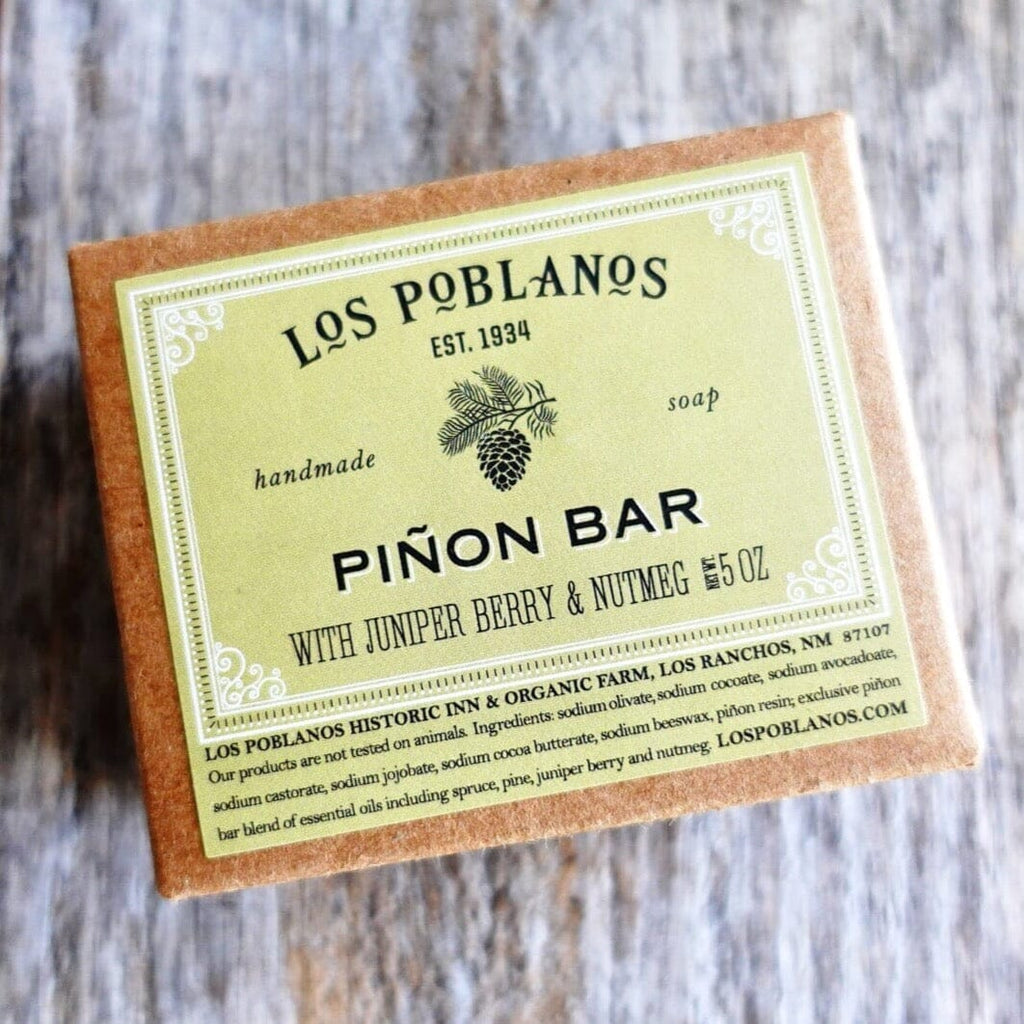 LOS POBLANOS
EST. 1934
handmade
soap
PIÑON BAR
WITH JUNIPER BERRY & NUTMEG NET WT. 5 OZ
LOS POBLANOS HISTORIC INN & ORGANIC FARM, LOS RANCHOS, NM 87107
Our products are not tested on animals. Ingredients: sodium olivate, sodium cocoate, sodium avocadoate,
sodium castorate, sodium jojobate, sodium cocoa butterate, sodium beeswax, piñon resin; exclusive piñon
bar blend of essential oils including spruce, pine, juniper berry and nutmeg. LOSPOBLANOS.COM